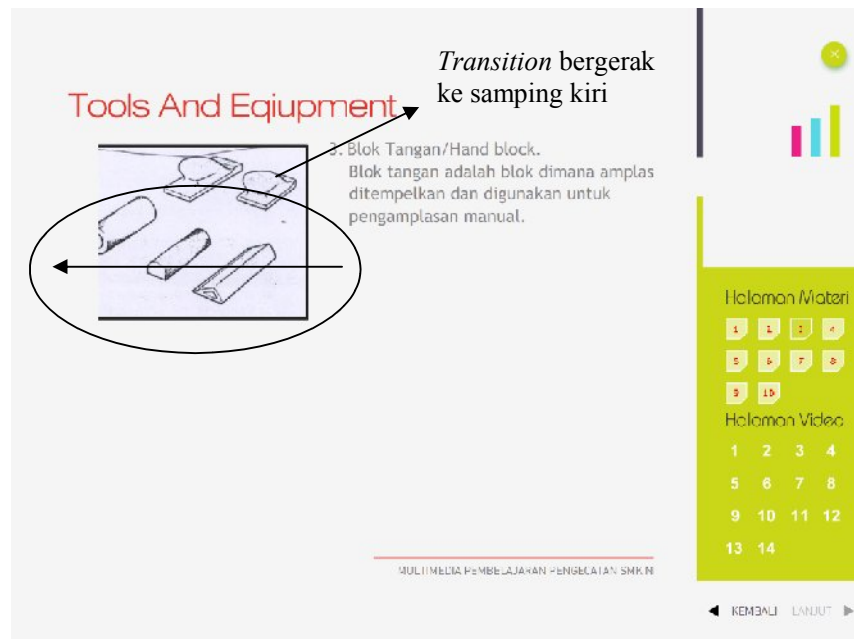 Transition bergerak
ke samping kiri
Tools And Eqiupment
3. Blok Tangan/Hand block.
Blok tangan adalah blok dimana amplas
ditempelkan dan digunakan untuk
pengamplasan manual.
Halaman Materi
1 2 3 4
5 6 7 8
9 10
Halaman Video
1 2 3 4
5 6 7 8
9 10 11 12
13 14
MULTIMEDIA PEMBELAJARAN PENGECATAN SMK N
KEMBALI LANJUT